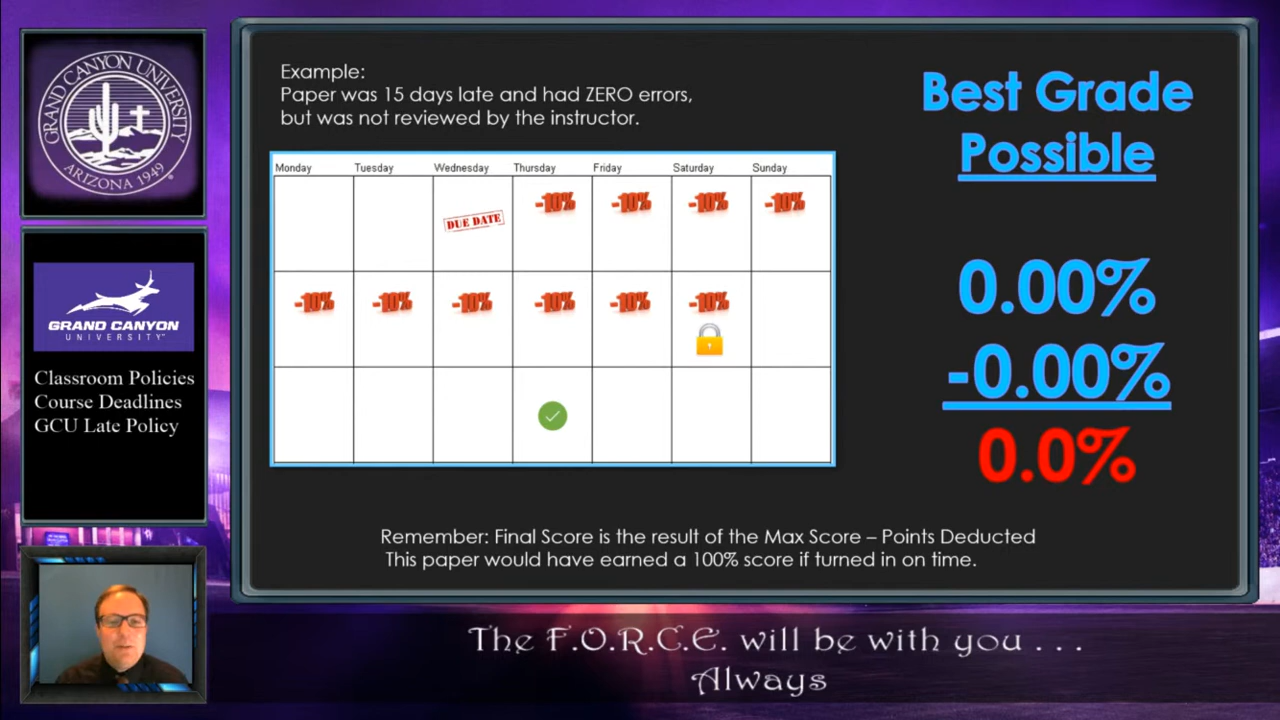 GRAND CANYON UNIVERSITY
ARIZONA 1949
GRAND CANYON
UNIVERSITY
Classroom Policies
Course Deadlines
GCU Late Policy
Example:
Paper was 15 days late and had ZERO errors,
but was not reviewed by the instructor.
Monday Tuesday Wednesday Thursday Friday Saturday Sunday
DUE DATE -10% -10% -10% -10%
-10% -10% -10% -10% -10% -10%
Best Grade
Possible
0.00%
-0.00%
0.0%
Remember: Final Score is the result of the Max Score – Points Deducted
This paper would have earned a 100% score if turned in on time.
The F.O.R.C.E. will be with you . . .
Always